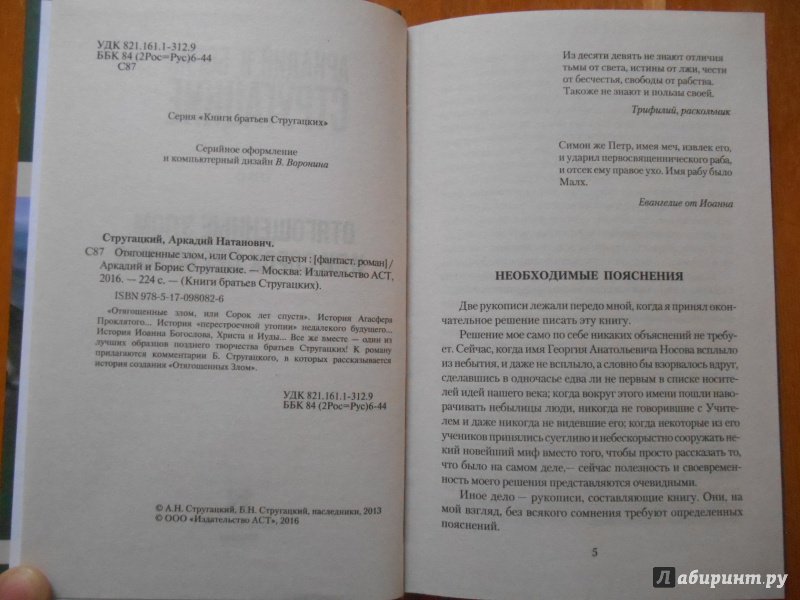 УДК 821.161.1-312.9
ББК 84 (2Рос=Рус)6-44
С87
Серия «Книги братьев Стругацких»
Серийное оформление
и компьютерный дизайн В. Воронина
Стругацкий, Аркадий Натанович.
С87 Отягощенные злом, или Сорок лет спустя : [фантаст. роман] /
Аркадий и Борис Стругацкие. — Москва: Издательство АСТ,
2016. — 224 с. — (Книги братьев Стругацких).
ISBN 978-5-17-098082-6
«Отягощенные злом, или Сорок лет спустя». История Агасфера
Проклятого... История «перестроечной утопии» недалекого будущего...
История Иоанна Богослова, Христа и Иуды... Все же вместе — один из
лучших образцов позднего творчества братьев Стругацких! К роману
прилагаются комментарии Б. Стругацкого, в которых рассказывается
история создания «Отягощенных Злом».
УДК 821.161.1-312.9
ББК 84 (2Рос=Рус)6-44
© А.Н. Стругацкий, Б.Н. Стругацкий, наследники, 2013
© ООО «Издательство АСТ», 2016
Из десяти девять не знают отличия
тьмы от света, истины от лжи, чести
от бесчестья, свободы от рабства.
Такоже не знают и пользы своей.
Трифилий, раскольник
Симон же Петр, имея меч, извлек его,
и ударил первосвященнического раба,
и отсек ему правое ухо. Имя рабу было
Малх.
Евангелие от Иоанна
НЕОБХОДИМЫЕ ПОЯСНЕНИЯ
Две рукописи лежали передо мной, когда я принял окон-
чательное решение писать эту книгу.
Решение мое само по себе никаких объяснений не требу-
ет. Сейчас, когда имя Георгия Анатольевича Носова всплыло
из небытия, и даже не всплыло, а словно бы взорвалось вдруг,
сделавшись в одночасье едва ли не первым в списке носите-
лей идей нашего века; когда вокруг этого имени пошли наво-
рачивать небылицы люди, никогда не говорившие с Учите-
лем и даже никогда не видевшие его; когда некоторые из его
учеников принялись суетливо и небескорыстно сооружать не-
кий новейший миф вместо того, чтобы просто рассказать то,
что было на самом деле,— сейчас полезность и своевремен-
ность моего решения представляются очевидными.
Иное дело — рукописи, составляющие книгу. Они, на
мой взгляд, без всякого сомнения требуют определенных
пояснений.
5
Лабиринт.ру